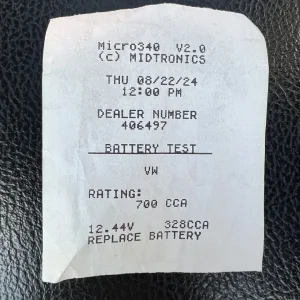 Micro340 V2.0
(c) MIDTRONICS
THU 08/22/24
12:00 PM
DEALER NUMBER
406497
BATTERY TEST
VW
RATING:
700 CCA
12.44V 328CCA
REPLACE BATTERY